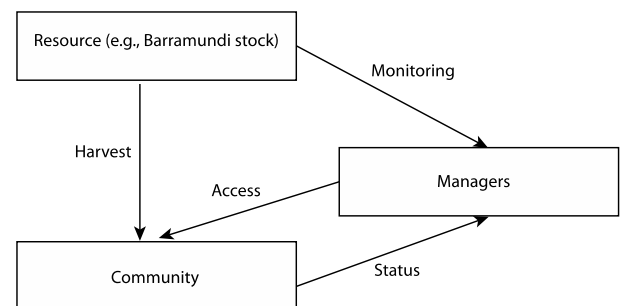 Resource (e.g., Barramundi stock)
Monitoring
Harvest
Managers
Access
Community
Status